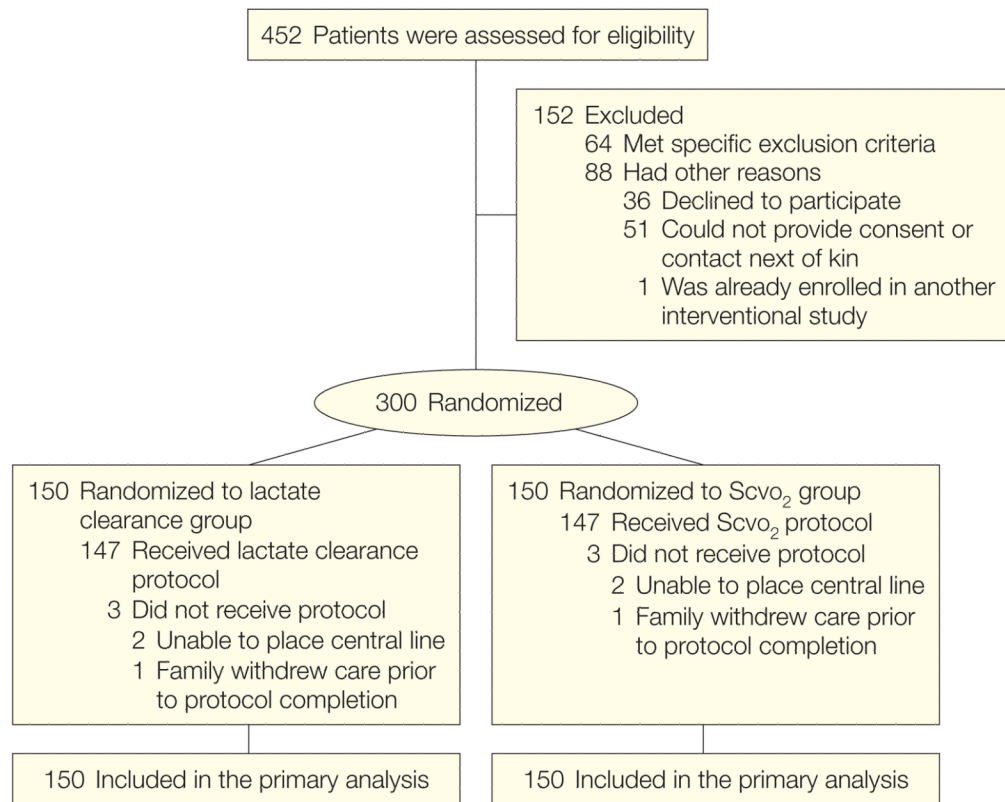 452 Patients were assessed for eligibility
152 Excluded
64 Met specific exclusion criteria
88 Had other reasons
36 Declined to participate
51 Could not provide consent or
contact next of kin
1 Was already enrolled in another
interventional study
300 Randomized
150 Randomized to lactate
clearance group
147 Received lactate clearance
protocol
3 Did not receive protocol
2 Unable to place central line
1 Family withdrew care prior
to protocol completion
150 Randomized to Scvo₂ group
147 Received Scvo₂ protocol
3 Did not receive protocol
2 Unable to place central line
1 Family withdrew care prior
to protocol completion
150 Included in the primary analysis
150 Included in the primary analysis